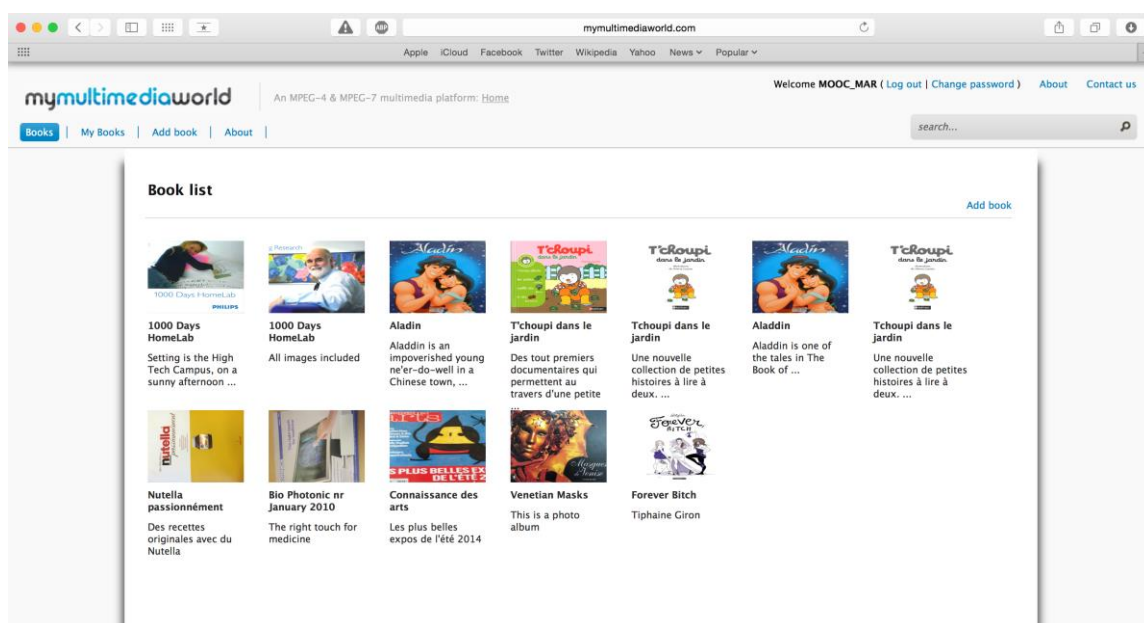 mymultimediaworld.com
Apple iCloud Facebook Twitter Wikipedia Yahoo News Popular
mymultimediaworld
An MPEG-4 & MPEG-7 multimedia platform: Home
Welcome MOOC_MAR ( Log out | Change password ) About Contact us
Books | My Books | Add book | About |
search...
Book list
Add book
1000 Days HomeLab
PHILIPS
g Research
Aladin
T'choupi
dans le jardin
T'choupi
dans le jardin
Aladin
T'choupi
dans le jardin
1000 Days
HomeLab
Setting is the High
Tech Campus, on a
sunny afternoon ...
1000 Days
HomeLab
All images included
Aladin
Aladdin is an
impoverished young
ne'er-do-well in a
Chinese town, ...
T'choupi dans le
jardin
Des tout premiers
documentaires qui
permettent au
travers d'une petite
...
Tchoupi dans le
jardin
Une nouvelle
collection de petites
histoires à lire à
deux. ...
Aladdin
Aladdin is one of
the tales in The
Book of ...
Tchoupi dans le
jardin
Une nouvelle
collection de petites
histoires à lire à
deux. ...
nutella
passionnément
arts
S PLUS BELLES EX
DE L'ÉTÉ 2
Masques
de Venise
Forever
BITCH
Nutella
passionnément
Des recettes
originales avec du
Nutella
Bio Photonic nr
January 2010
The right touch for
medicine
Connaissance des
arts
Les plus belles
expos de l'été 2014
Venetian Masks
This is a photo
album
Forever Bitch
Tiphaine Giron